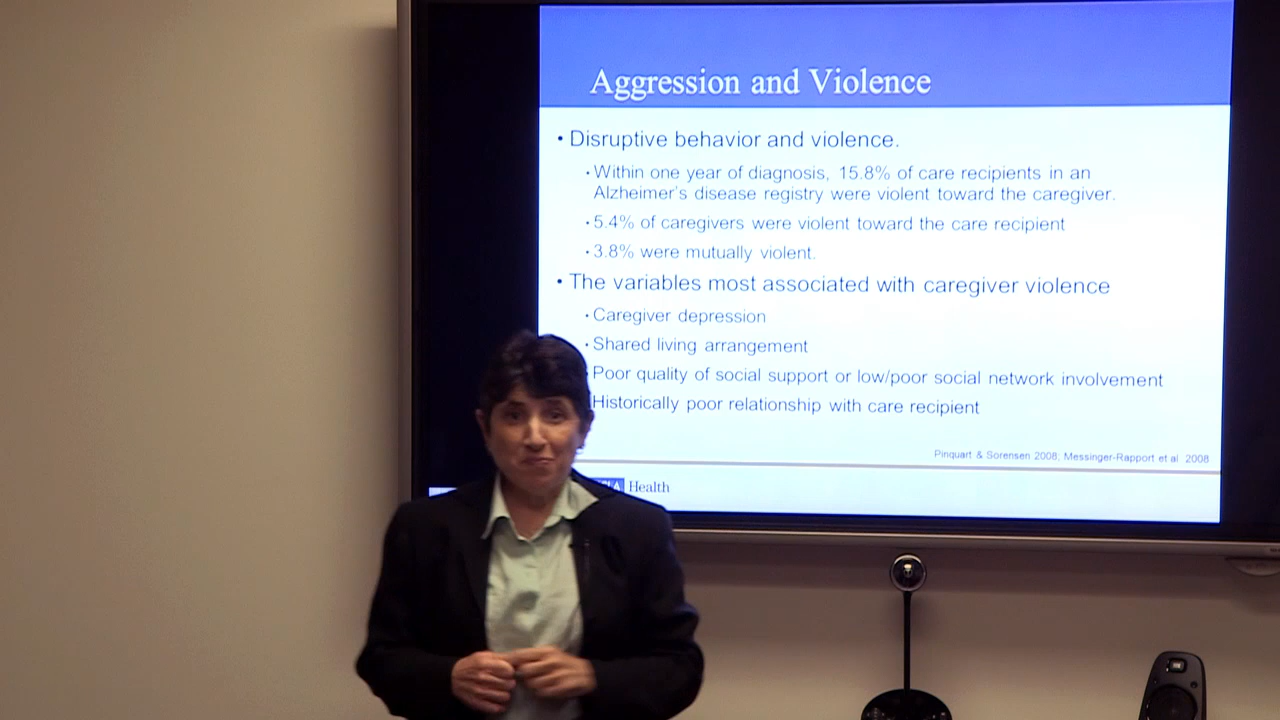 Aggression and Violence
• Disruptive behavior and violence.
• Within one year of diagnosis, 15.8% of care recipients in an
Alzheimer's disease registry were violent toward the caregiver.
• 5.4% of caregivers were violent toward the care recipient
• 3.8% were mutually violent.
• The variables most associated with caregiver violence
• Caregiver depression
• Shared living arrangement
Poor quality of social support or low/poor social network involvement
Historically poor relationship with care recipient
Pinquart & Sorensen 2008; Messinger-Rapport et al 2008
Health